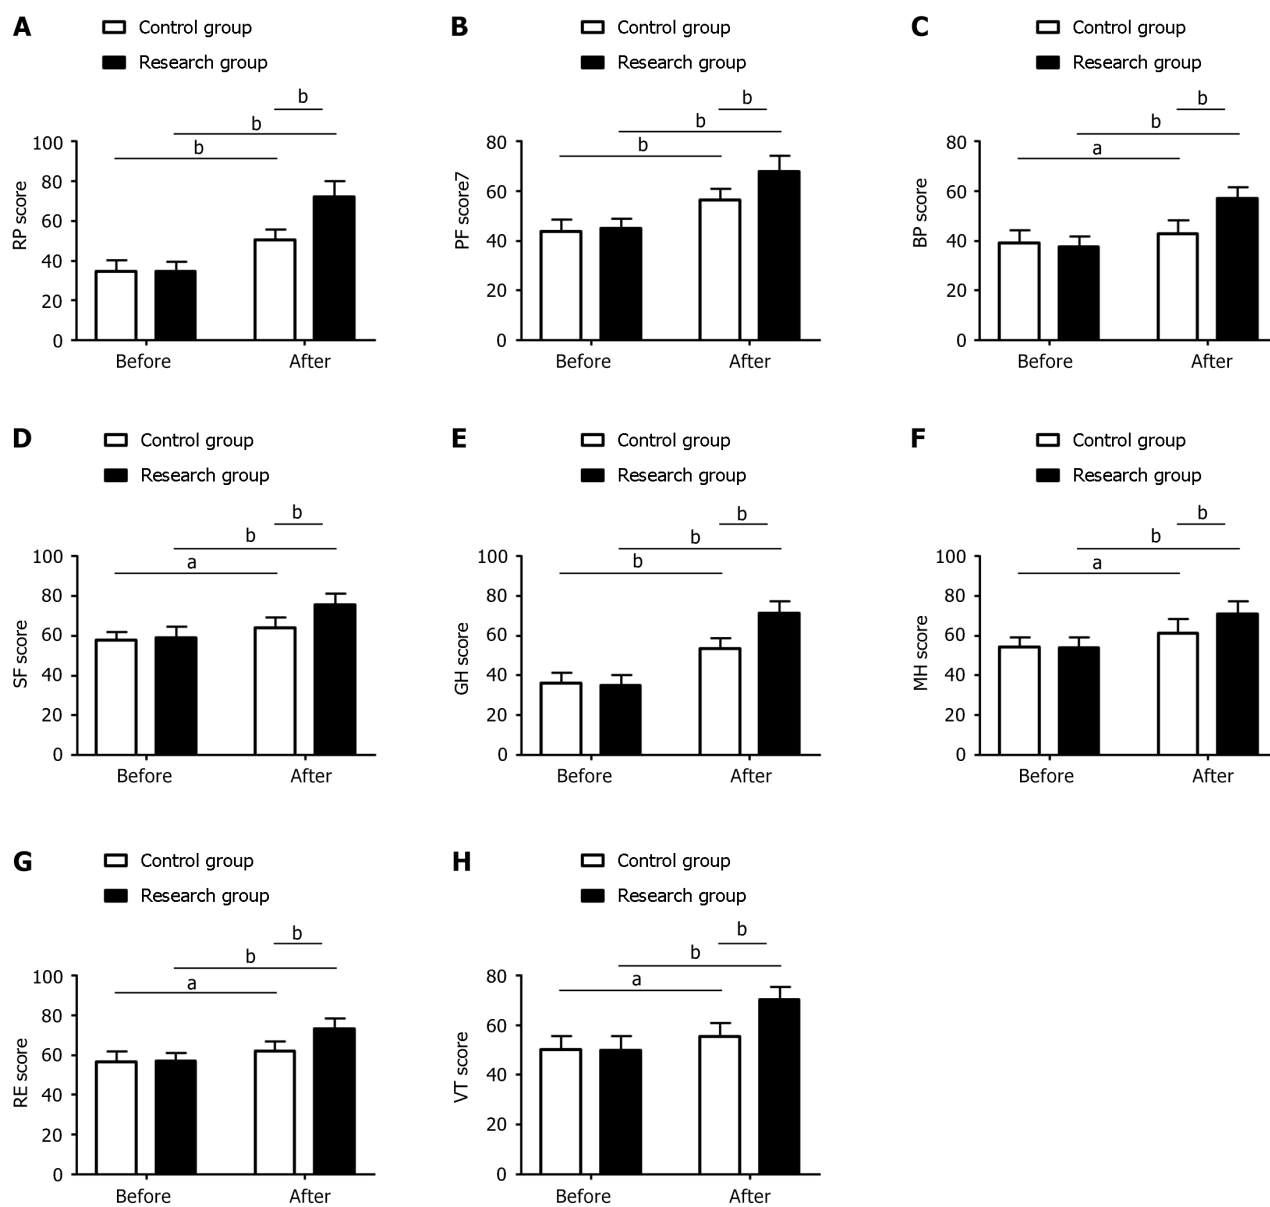 A
Control group
Research group
b
b
b
RP score
100
80
60
40
20
0
Before
After
B
Control group
Research group
b
b
b
PF score7
80
60
40
20
0
Before
After
C
Control group
Research group
b
b
a
BP score
80
60
40
20
0
Before
After
D
Control group
Research group
b
b
a
SF score
100
80
60
40
20
0
Before
After
E
Control group
Research group
b
b
b
GH score
100
80
60
40
20
0
Before
After
F
Control group
Research group
b
b
a
MH score
100
80
60
40
20
0
Before
After
G
Control group
Research group
b
b
a
RE score
100
80
60
40
20
0
Before
After
H
Control group
Research group
b
b
a
VT score
80
60
40
20
0
Before
After